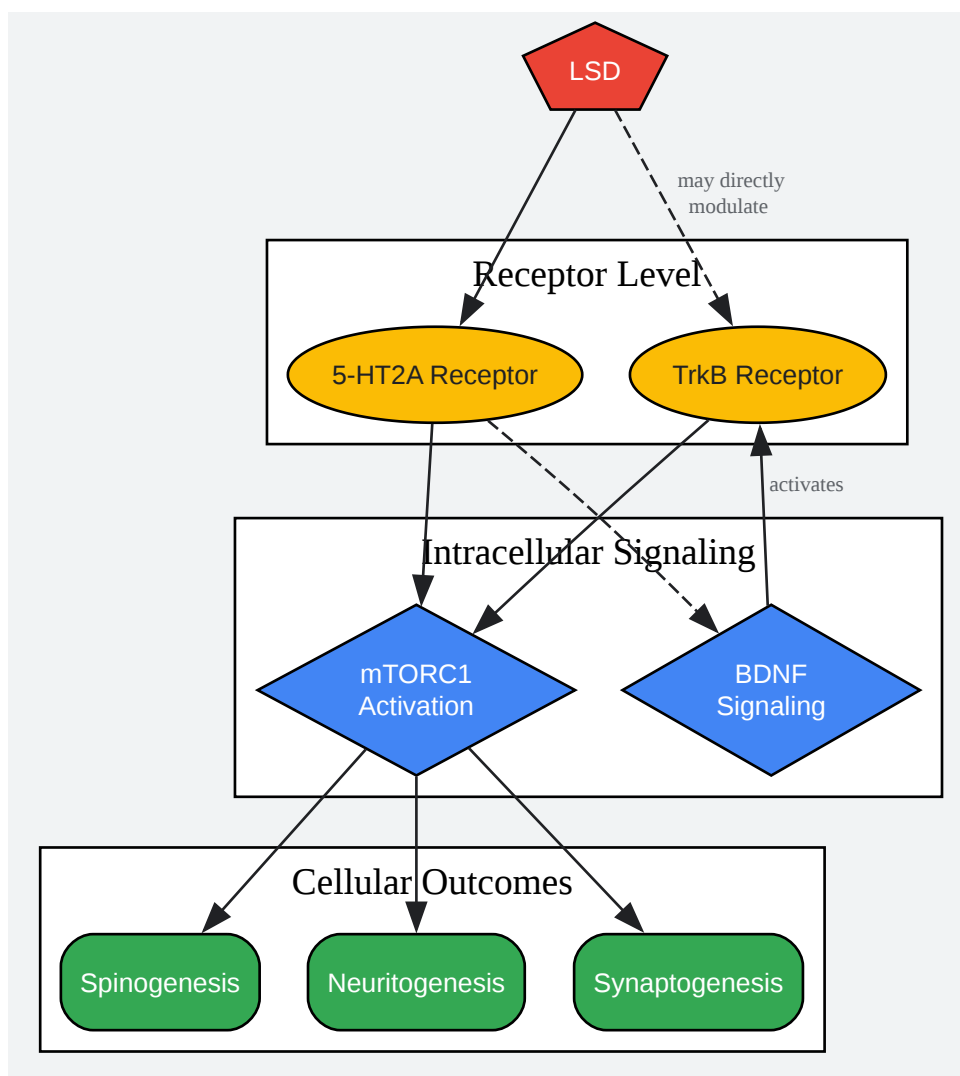 LSD
may directly
modulate
Receptor Level
5-HT2A Receptor
TrkB Receptor
activates
Intracellular Signaling
mTORC1
Activation
BDNF
Signaling
Cellular Outcomes
Spinogenesis
Neuritogenesis
Synaptogenesis